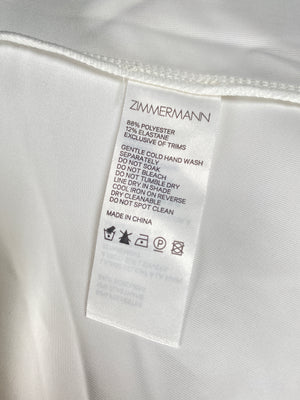 ZIMMERMANN
88% POLYESTER
12% ELASTANE
EXCLUSIVE OF TRIMS
GENTLE COLD HAND WASH
SEPARATELY
DO NOT SOAK
DO NOT BLEACH
DO NOT TUMBLE DRY
LINE DRY IN SHADE
COOL IRON ON REVERSE
DRY CLEANABLE
DO NOT SPOT CLEAN
MADE IN CHINA